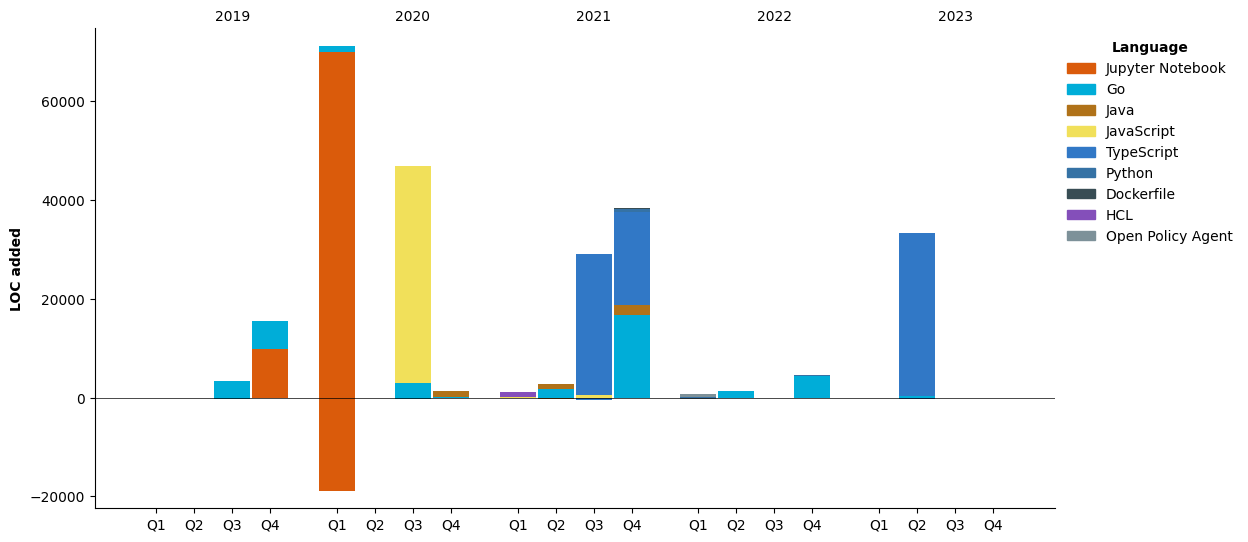 2019 2020 2021 2022 2023
Language
Jupyter Notebook
Go
Java
JavaScript
TypeScript
Python
Dockerfile
HCL
Open Policy Agent
LOC added
60000
40000
20000
0
−20000
Q1 Q2 Q3 Q4 Q1 Q2 Q3 Q4 Q1 Q2 Q3 Q4 Q1 Q2 Q3 Q4 Q1 Q2 Q3 Q4